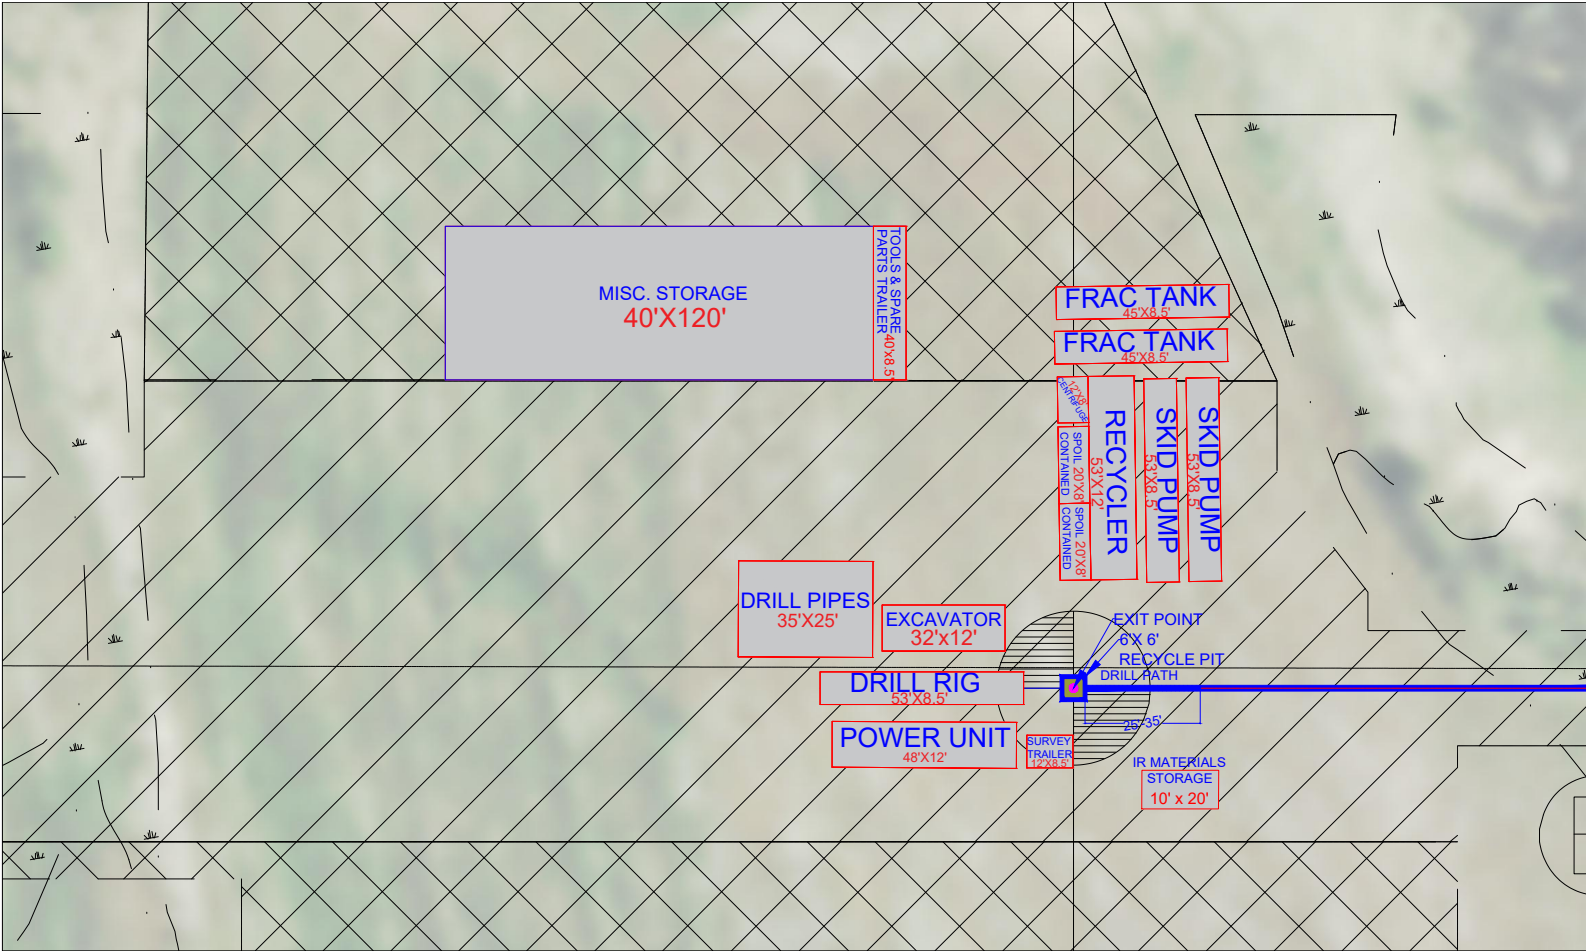 MISC. STORAGE
40'X120'
TOOLS & SPARE
PARTS TRAILER
40'x8.5'
FRAC TANK
45'X8.5'
FRAC TANK
45'X8.5'
12'X8'
CENTRIFUGE
RECYCLER
53'X12'
SKID PUMP
53'X8.5'
SKID PUMP
53'X8.5'
SPOIL 20'X8'
CONTAINED
SPOIL 20'X8'
CONTAINED
DRILL PIPES
35'X25'
EXCAVATOR
32'x12'
EXIT POINT
6'X 6'
RECYCLE PIT
DRILL PATH
DRILL RIG
53'X8.5'
25'-35'
POWER UNIT
48'X12'
SURVEY
TRAILER
12'X8.5'
IR MATERIALS
STORAGE
10' x 20'